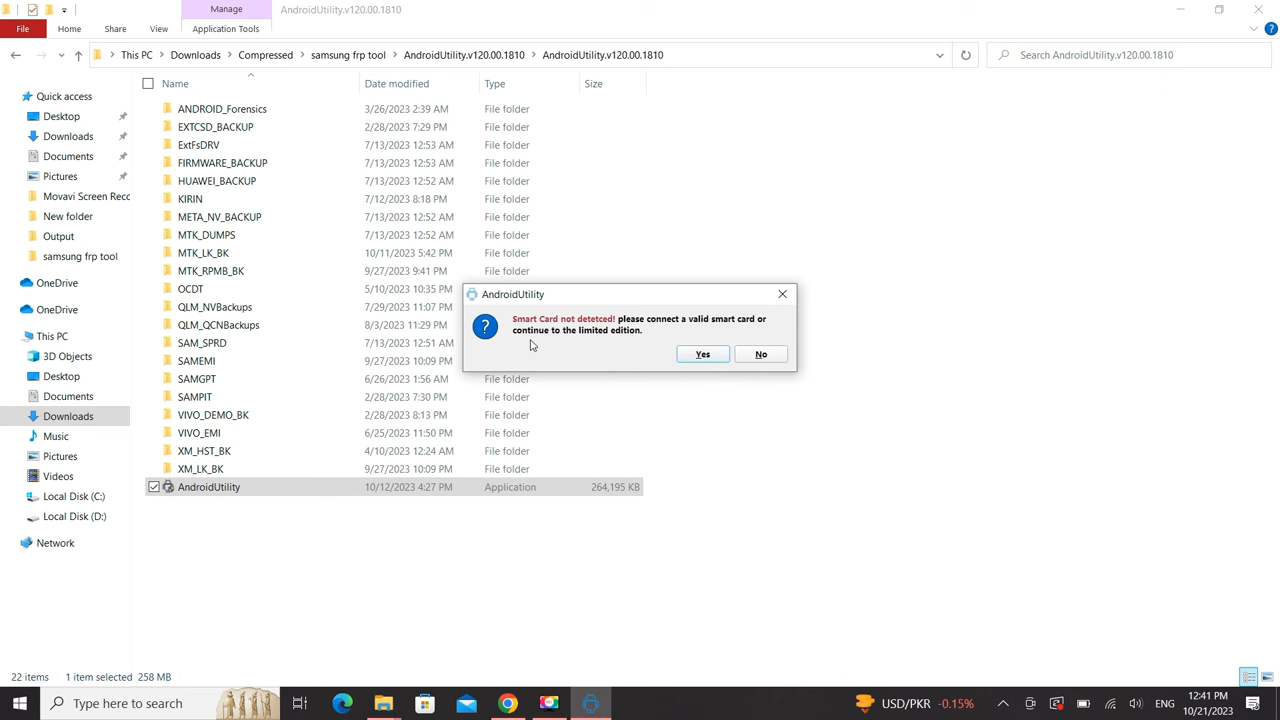 Manage
AndroidUtility.v120.00.1810
File
Home
Share
View
Application Tools
This PC
Downloads
Compressed
samsung frp tool
AndroidUtility.v120.00.1810
AndroidUtility.v120.00.1810
Search AndroidUtility.v120.00.1810
Name
Date modified
Type
Size
Quick access
Desktop
Downloads
Documents
Pictures
Movavi Screen Reco
New folder
Output
samsung frp tool
OneDrive
OneDrive
This PC
3D Objects
Desktop
Documents
Downloads
Music
Pictures
Videos
Local Disk (C:)
Local Disk (D:)
Network
ANDROID_Forensics 3/26/2023 2:39 AM File folder
EXTCSD_BACKUP 2/28/2023 7:29 PM File folder
ExtFsDRV 7/13/2023 12:53 AM File folder
FIRMWARE_BACKUP 7/13/2023 12:53 AM File folder
HUAWEI_BACKUP 7/13/2023 12:52 AM File folder
KIRIN 7/12/2023 8:18 PM File folder
META_NV_BACKUP 7/13/2023 12:52 AM File folder
MTK_DUMPS 7/13/2023 12:52 AM File folder
MTK_LK_BK 10/11/2023 5:42 PM File folder
MTK_RPMB_BK 9/27/2023 9:41 PM File folder
OCDT 5/10/2023 10:35 PM
QLM_NVBackups 7/29/2023 11:07 PM
QLM_QCNBackups 8/3/2023 11:29 PM
SAM_SPRD 7/13/2023 12:51 AM
SAMEMI 9/27/2023 10:09 PM
SAMGPT 6/26/2023 1:56 AM File folder
SAMPIT 2/28/2023 7:30 PM File folder
VIVO_DEMO_BK 2/28/2023 8:13 PM File folder
VIVO_EMI 6/25/2023 11:50 PM File folder
XM_HST_BK 4/10/2023 12:24 AM File folder
XM_LK_BK 9/27/2023 10:09 PM File folder
AndroidUtility 10/12/2023 4:27 PM Application 264,195 KB
AndroidUtility
Smart Card not detetced! please connect a valid smart card or
continue to the limited edition.
Yes
No
22 items
1 item selected 258 MB
Type here to search
USD/PKR -0.15%
ENG
12:41 PM
10/21/2023